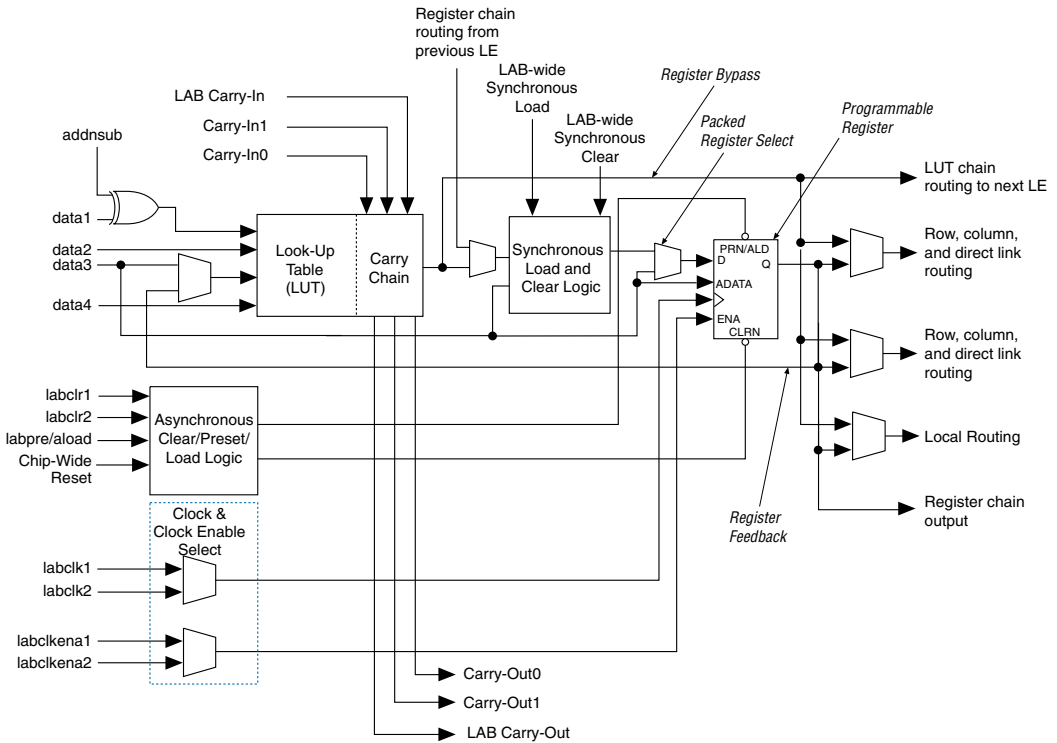 Register chain
routing from
previous LE
LAB-wide
Synchronous
Load
Register Bypass
LAB Carry-In
Carry-In1
Carry-In0
LAB-wide
Synchronous
Clear
Packed
Register Select
Programmable
Register
addnsub
LUT chain
routing to next LE
data1
data2
data3
data4
Look-Up
Table
(LUT)
Carry
Chain
Synchronous
Load and
Clear Logic
PRN/ALD
D
Q
ADATA
ENA
CLRN
Row, column,
and direct link
routing
Row, column,
and direct link
routing
labclr1
labclr2
labpre/aload
Chip-Wide
Reset
Asynchronous
Clear/Preset/
Load Logic
Local Routing
Register chain
output
Register
Feedback
Clock &
Clock Enable
Select
labclk1
labclk2
labclkena1
labclkena2
Carry-Out0
Carry-Out1
LAB Carry-Out